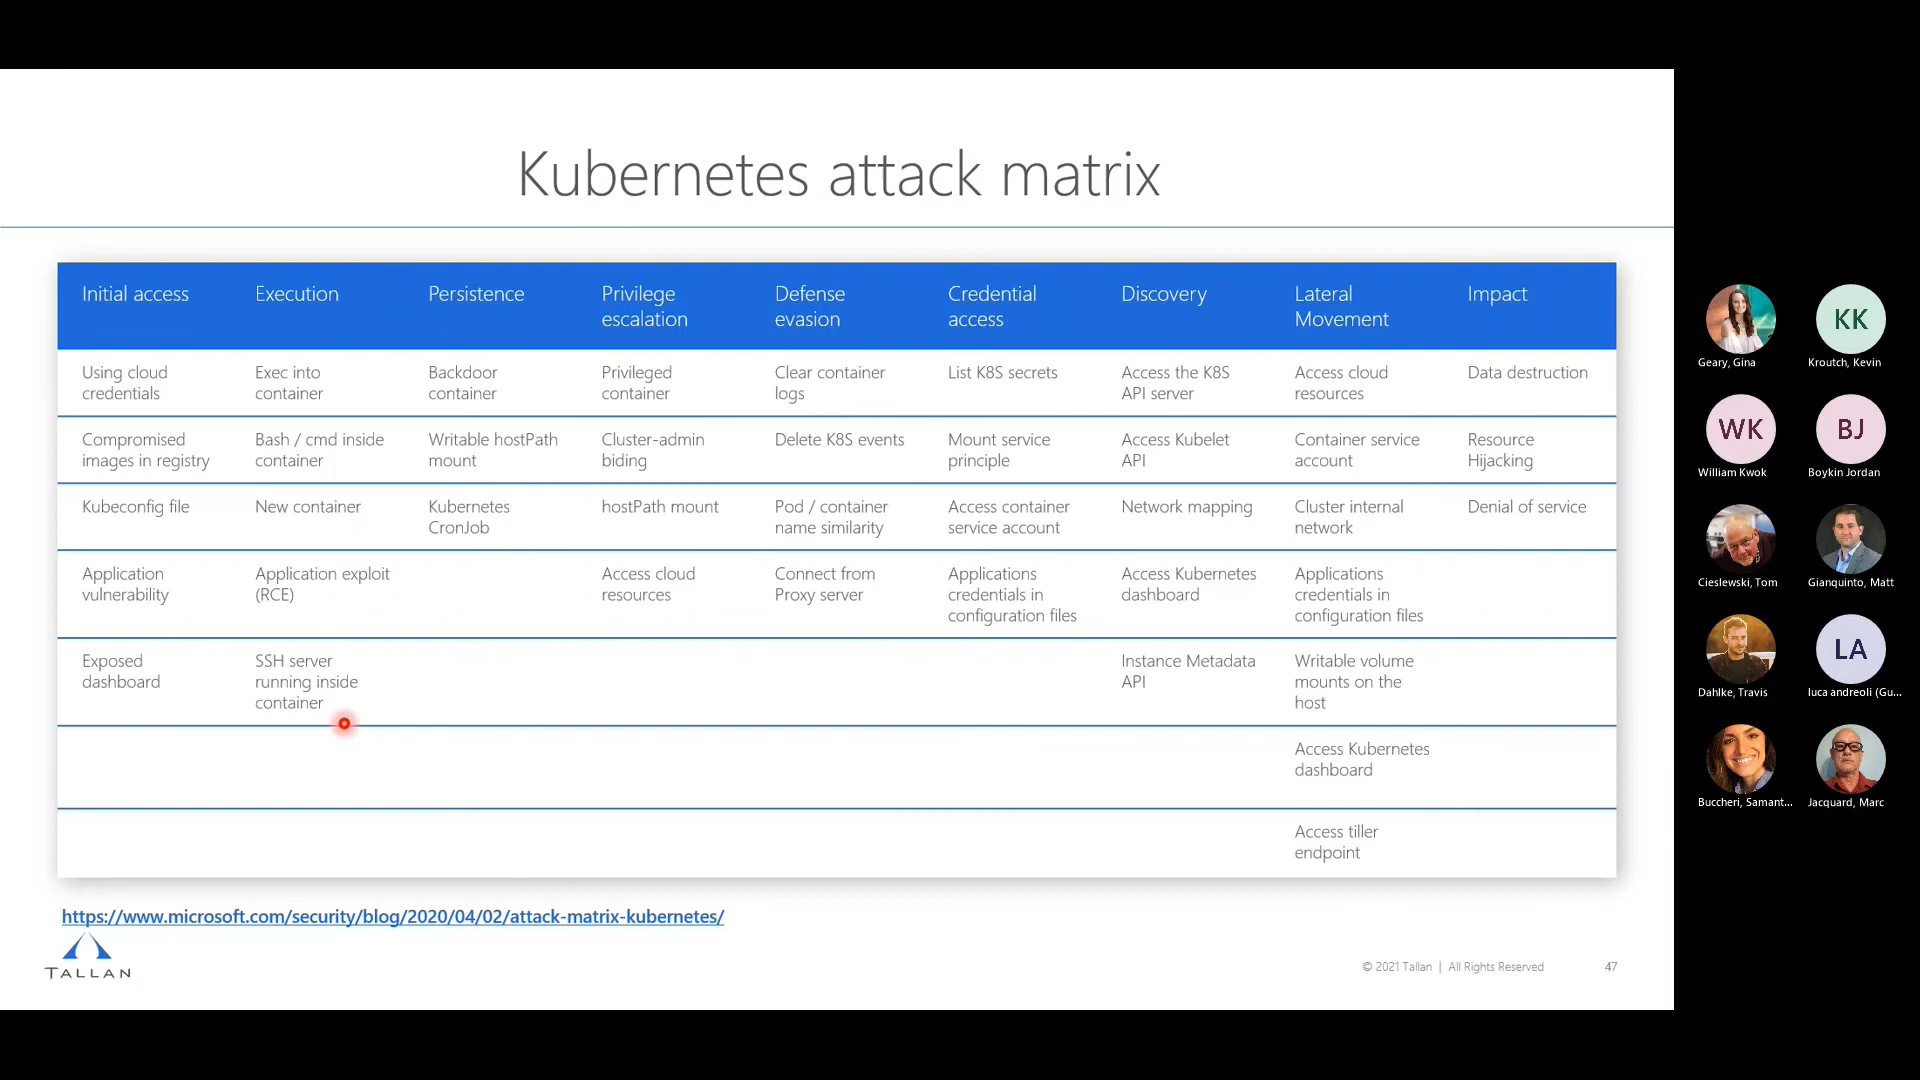 Kubernetes attack matrix
Initial access
Execution
Persistence
Privilege
escalation
Defense
evasion
Credential
access
Discovery
Lateral
Movement
Impact
Using cloud
credentials
Exec into
container
Backdoor
container
Privileged
container
Clear container
logs
List K8S secrets
Access the K8S
API server
Access cloud
resources
Data destruction
Compromised
images in registry
Bash / cmd inside
container
Writable hostPath
mount
Cluster-admin
biding
Delete K8S events
Mount service
principle
Access Kubelet
API
Container service
account
Resource
Hijacking
Kubeconfig file
New container
Kubernetes
CronJob
hostPath mount
Pod / container
name similarity
Access container
service account
Network mapping
Cluster internal
network
Denial of service
Application
vulnerability
Application exploit
(RCE)
Access cloud
resources
Connect from
Proxy server
Applications
credentials in
configuration files
Access Kubernetes
dashboard
Applications
credentials in
configuration files
Exposed
dashboard
SSH server
running inside
container
Instance Metadata
API
Writable volume
mounts on the
host
Access Kubernetes
dashboard
Access tiller
endpoint
https://www.microsoft.com/security/blog/2020/04/02/attack-matrix-kubernetes/
TALLAN
© 2021 Tallan | All Rights Reserved
47
Geary, Gina
KK
Kroutch, Kevin
WK
William Kwok
BJ
Boykin Jordan
Cieslewski, Tom
Gianquinto, Matt
Dahlke, Travis
LA
luca andreoli (Gu...
Buccheri, Samant...
Jacquard, Marc